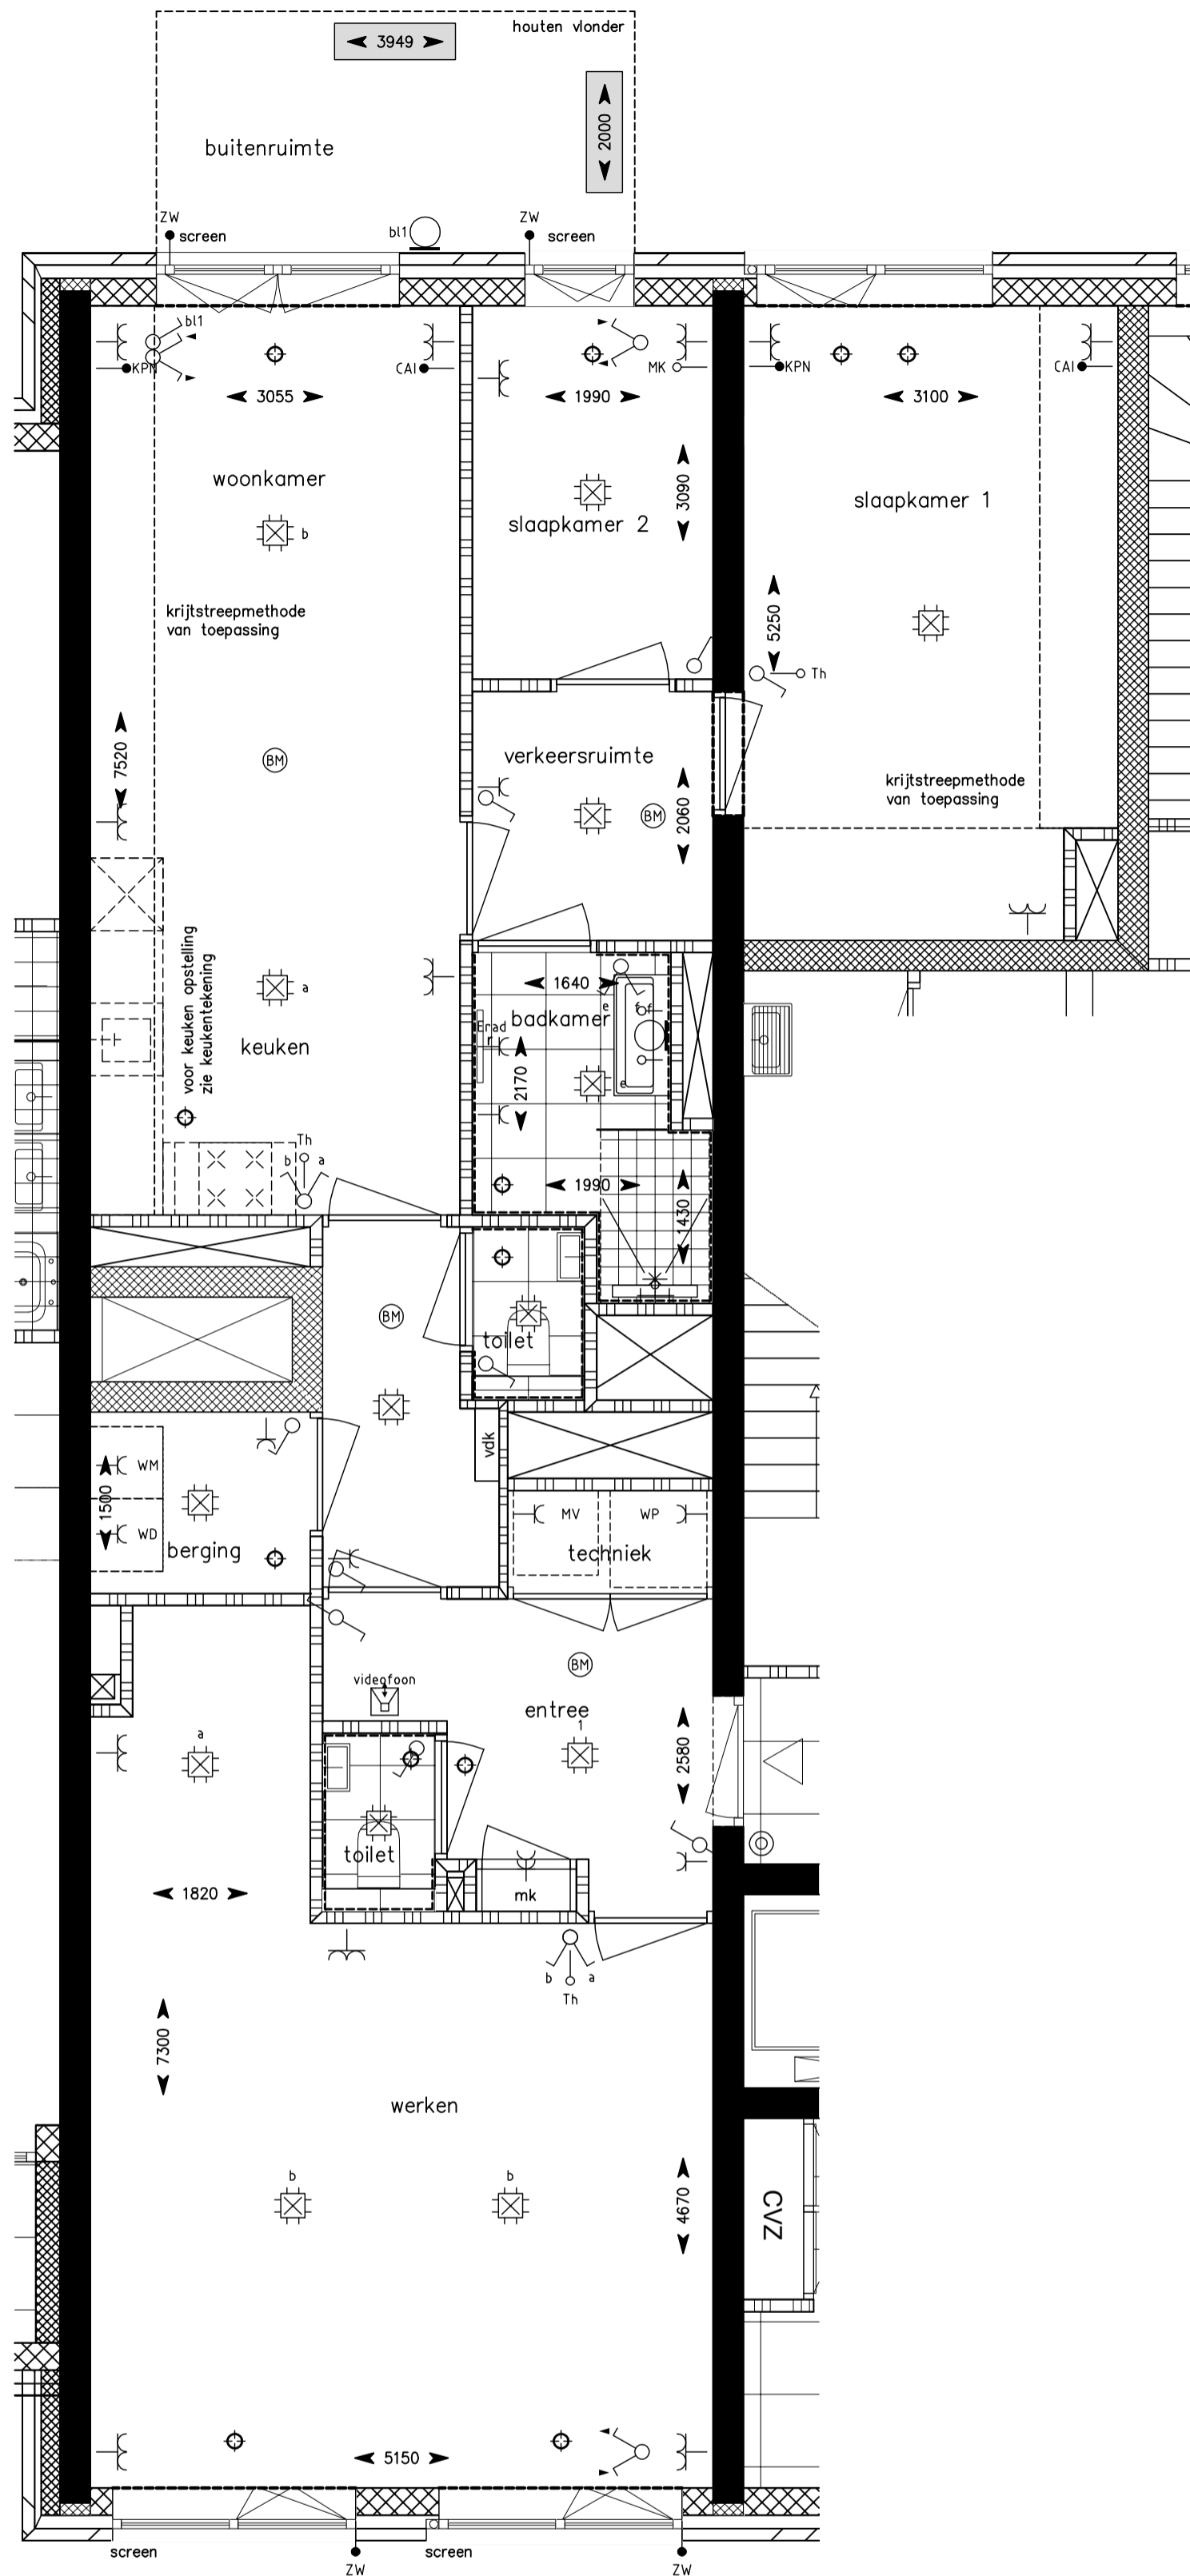 houten vlonder
3949
2000
buitenruimte
ZW
screen
bl1
ZW
screen
bl1
KPN
CAI
MK
KPN
CAI
3055
1990
3100
woonkamer
b
3090
slaapkamer 2
slaapkamer 1
krijtstreepmethode
van toepassing
5250
Th
7520
BM
verkeersruimte
BM
2060
krijtstreepmethode
van toepassing
voor keuken opstelling
zie keukentekening
a
keuken
1640
e
f
f
badkamer
Erad
r
2170
e
Th
b
a
1990
1430
BM
toilet
vdk
WM
1500
WD
berging
MV
WP
techniek
videofoon
BM
entree
1
a
2580
toilet
mk
1820
b
a
Th
7300
werken
b
b
4670
CVZ
5150
screen
ZW
screen
ZW